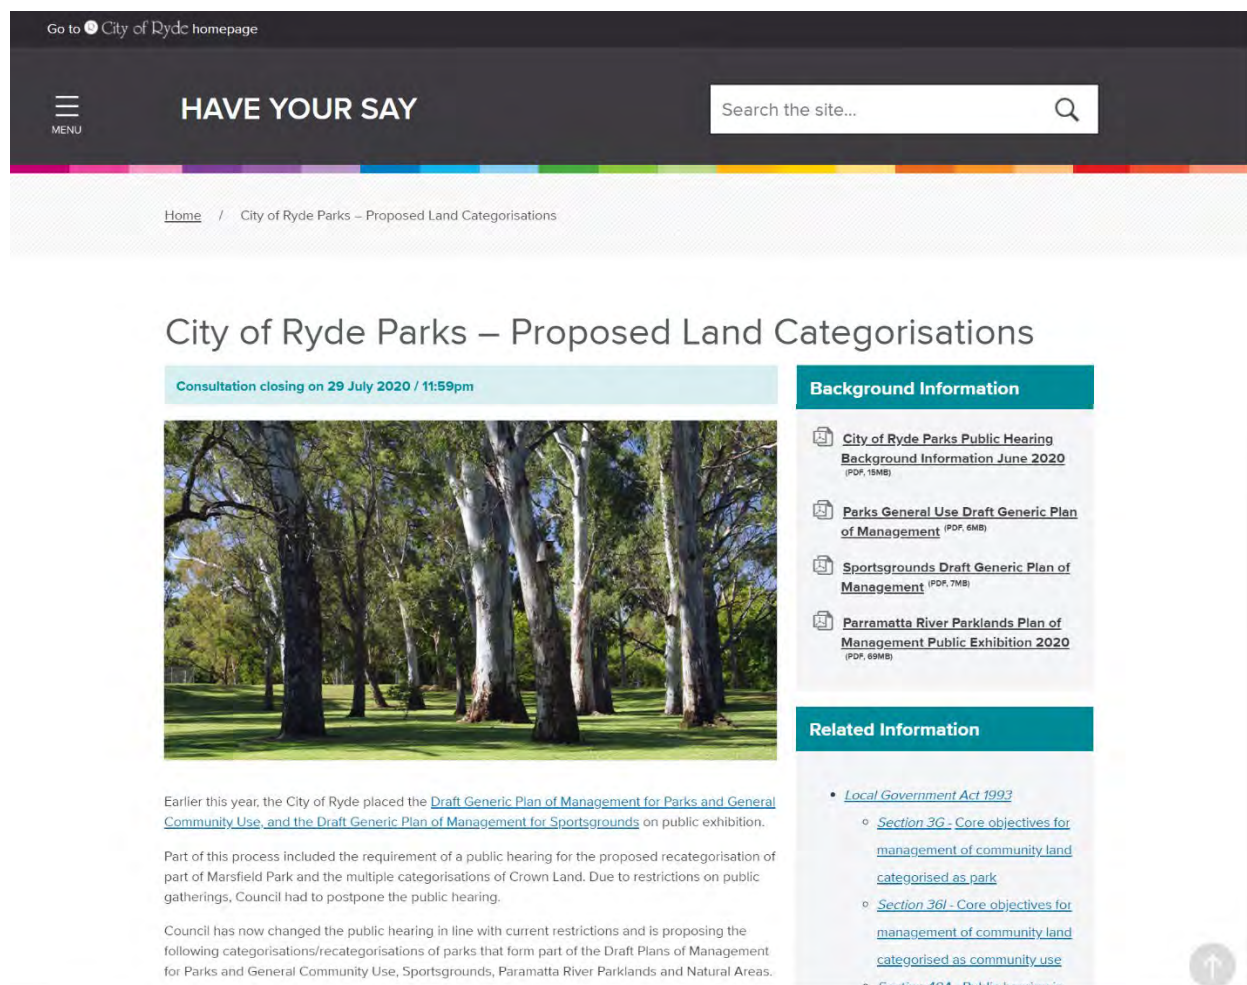 Go to City of Ryde homepage
MENU
HAVE YOUR SAY
Search the site...
Home / City of Ryde Parks – Proposed Land Categorisations
City of Ryde Parks – Proposed Land Categorisations
Consultation closing on 29 July 2020 / 11:59pm
Earlier this year, the City of Ryde placed the Draft Generic Plan of Management for Parks and General
Community Use, and the Draft Generic Plan of Management for Sportsgrounds on public exhibition.
Part of this process included the requirement of a public hearing for the proposed recategorisation of
part of Marsfield Park and the multiple categorisations of Crown Land. Due to restrictions on public
gatherings, Council had to postpone the public hearing.
Council has now changed the public hearing in line with current restrictions and is proposing the
following categorisations/recategorisations of parks that form part of the Draft Plans of Management
for Parks and General Community Use, Sportsgrounds, Paramatta River Parklands and Natural Areas.
Background Information
City of Ryde Parks Public Hearing
Background Information June 2020
(PDF, 15MB)
Parks General Use Draft Generic Plan
of Management (PDF, 6MB)
Sportsgrounds Draft Generic Plan of
Management (PDF, 7MB)
Parramatta River Parklands Plan of
Management Public Exhibition 2020
(PDF, 69MB)
Related Information
• Local Government Act 1993
Section 3G - Core objectives for
management of community land
categorised as park
Section 36I - Core objectives for
management of community land
categorised as community use